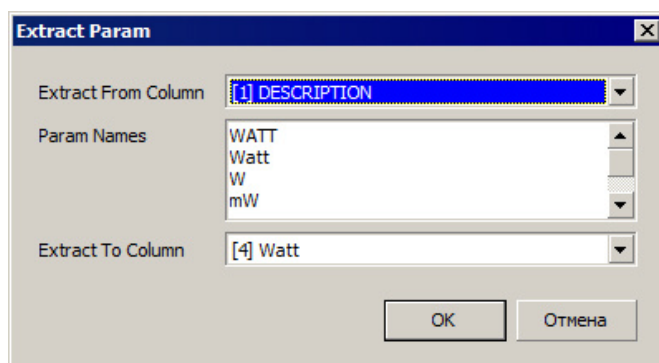 Extract Param
Extract From Column
[1] DESCRIPTION
Param Names
WATT
Watt
W
mW
Extract To Column
[4] Watt
OK
Отмена